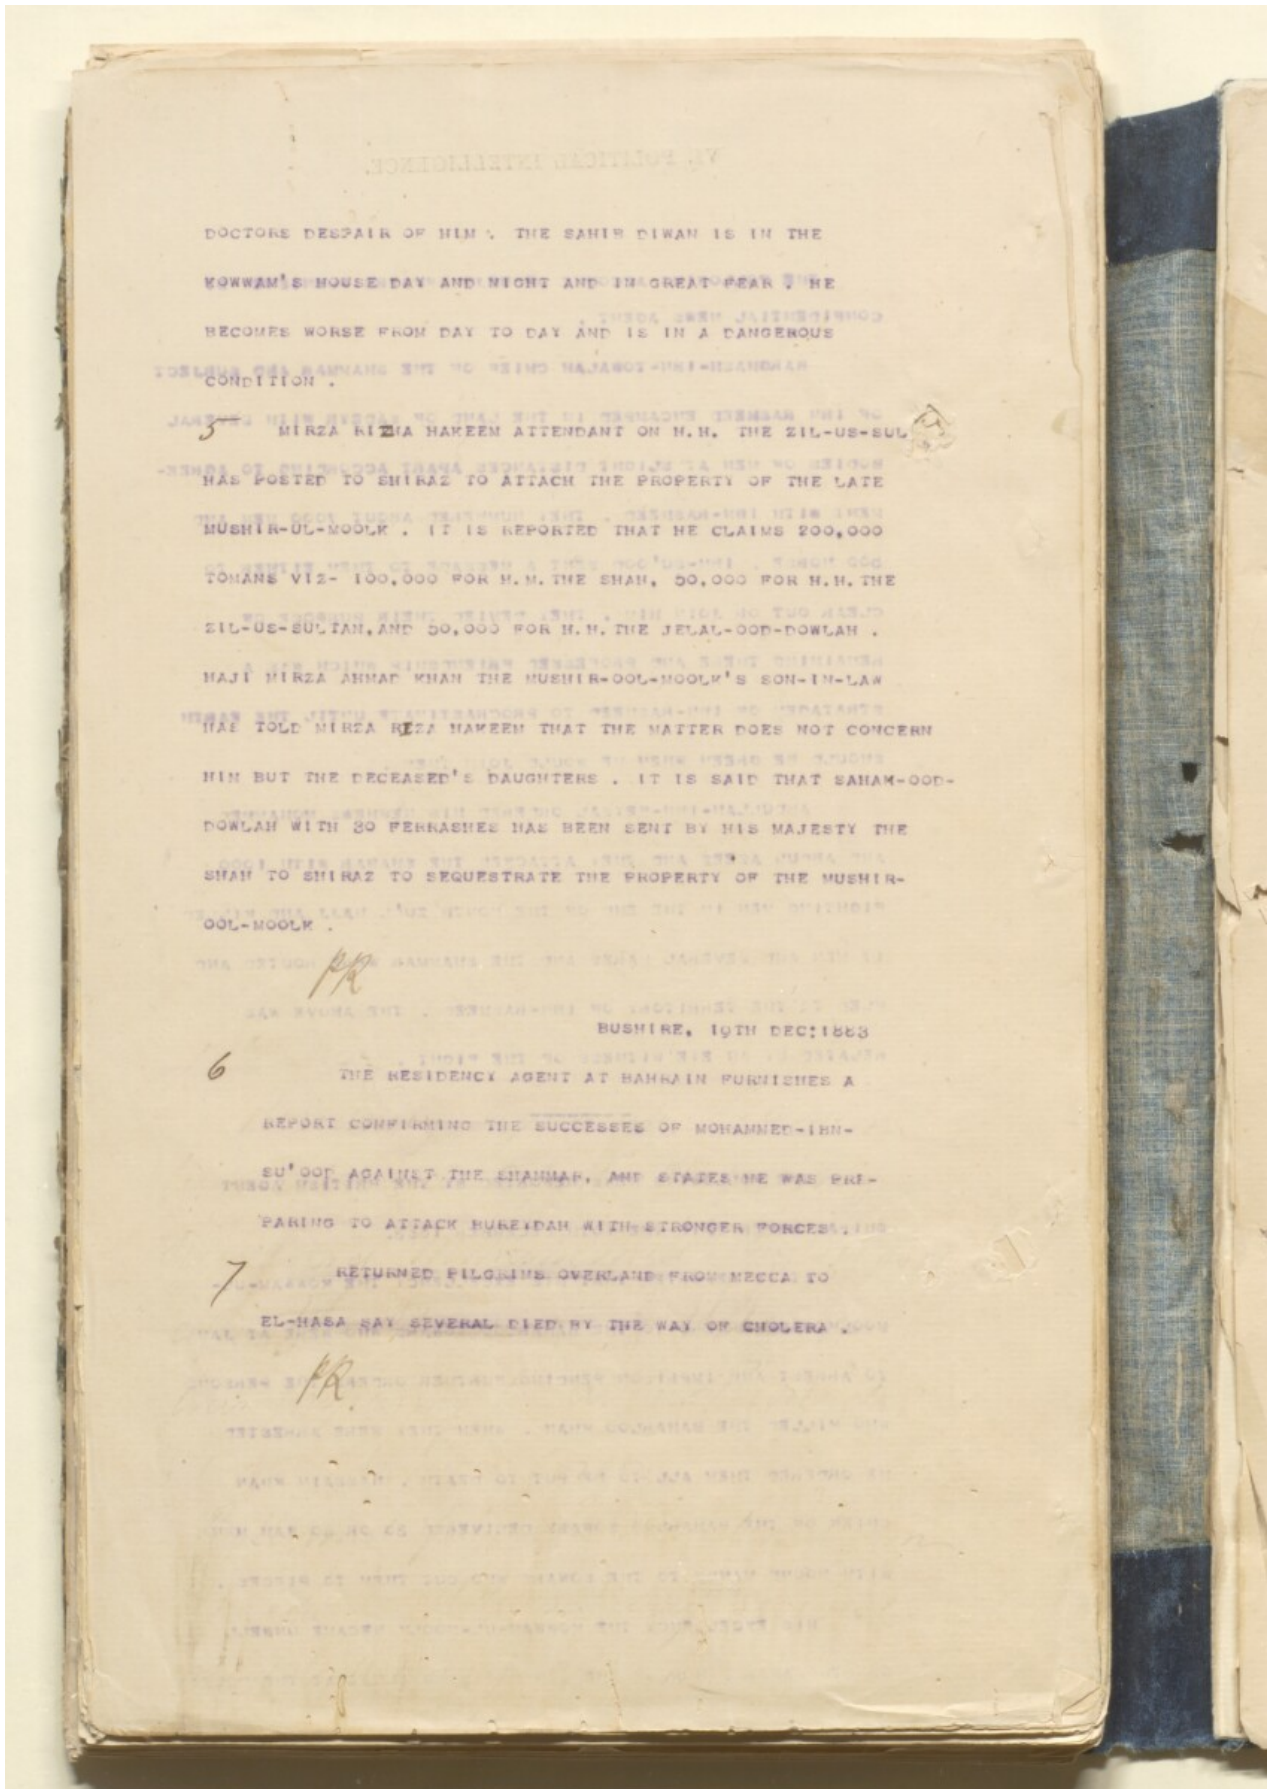 DOCTORS DESPAIR OF HIM . THE SAHIB DIWAN IS IN THE
KOWWAM'S HOUSE DAY AND NIGHT AND IN GREAT FEAR . HE
BECOMES WORSE FROM DAY TO DAY AND IS IN A DANGEROUS
CONDITION .
5 MIRZA RIZA HAKEEM ATTENDANT ON H.H. THE ZIL-US-SUL
HAS POSTED TO SHIRAZ TO ATTACH THE PROPERTY OF THE LATE
MUSHIR-UL-MOOLK . IT IS REPORTED THAT HE CLAIMS 200,000
TOMANS VIZ- 100,000 FOR H.M. THE SHAH, 50,000 FOR H.H. THE
ZIL-US-SULTAN, AND 50,000 FOR H.H. THE JELAL-OOD-DOWLAH .
HAJI MIRZA AHMAD KHAN THE MUSHIR-OOL-MOOLK'S SON-IN-LAW
HAS TOLD MIRZA REZA HAKEEM THAT THE MATTER DOES NOT CONCERN
HIM BUT THE DECEASED'S DAUGHTERS . IT IS SAID THAT SAHAM-OOD-
DOWLAH WITH 30 FERRASHES HAS BEEN SENT BY HIS MAJESTY THE
SHAH TO SHIRAZ TO SEQUESTRATE THE PROPERTY OF THE MUSHIR-
OOL-MOOLK .
PR
BUSHIRE, 19TH DEC:1883
6 THE RESIDENCY AGENT AT BAHRAIN FURNISHES A
REPORT CONFIRMING THE SUCCESSES OF MOHAMMED-IBN-
SU'OOD AGAINST THE SHAMMAR, AND STATES HE WAS PRE-
PARING TO ATTACK BUREYDAH WITH STRONGER FORCES .
7 RETURNED PILGRIMS OVERLAND FROM MECCA TO
EL-HASA SAY SEVERAL DIED BY THE WAY OF CHOLERA .
PR